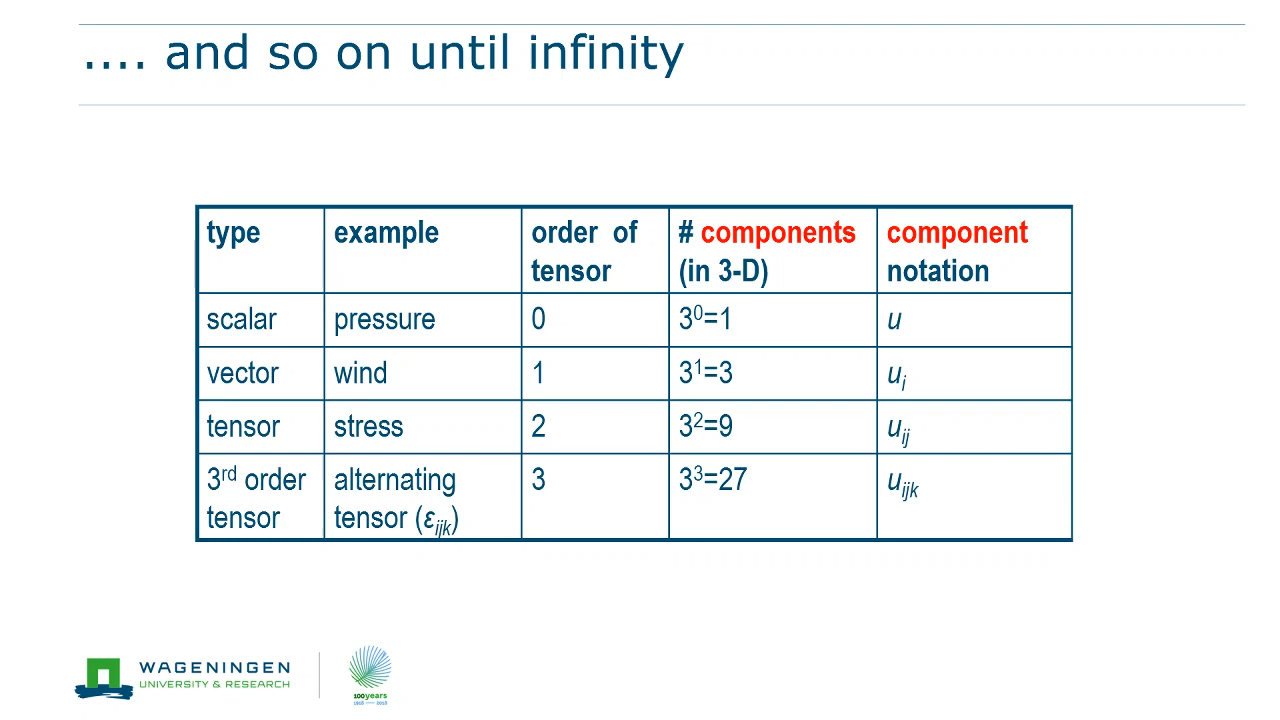 .... and so on until infinity
type example order of # components component
tensor (in 3-D) notation
scalar pressure 0 3⁰=1 u
vector wind 1 3¹=3 uᵢ
tensor stress 2 3²=9 uᵢⱼ
3ʳᵈ order alternating 3 3³=27 uᵢⱼₖ
tensor tensor (εᵢⱼₖ)
WAGENINGEN
UNIVERSITY & RESEARCH
100years
1918 — 2018